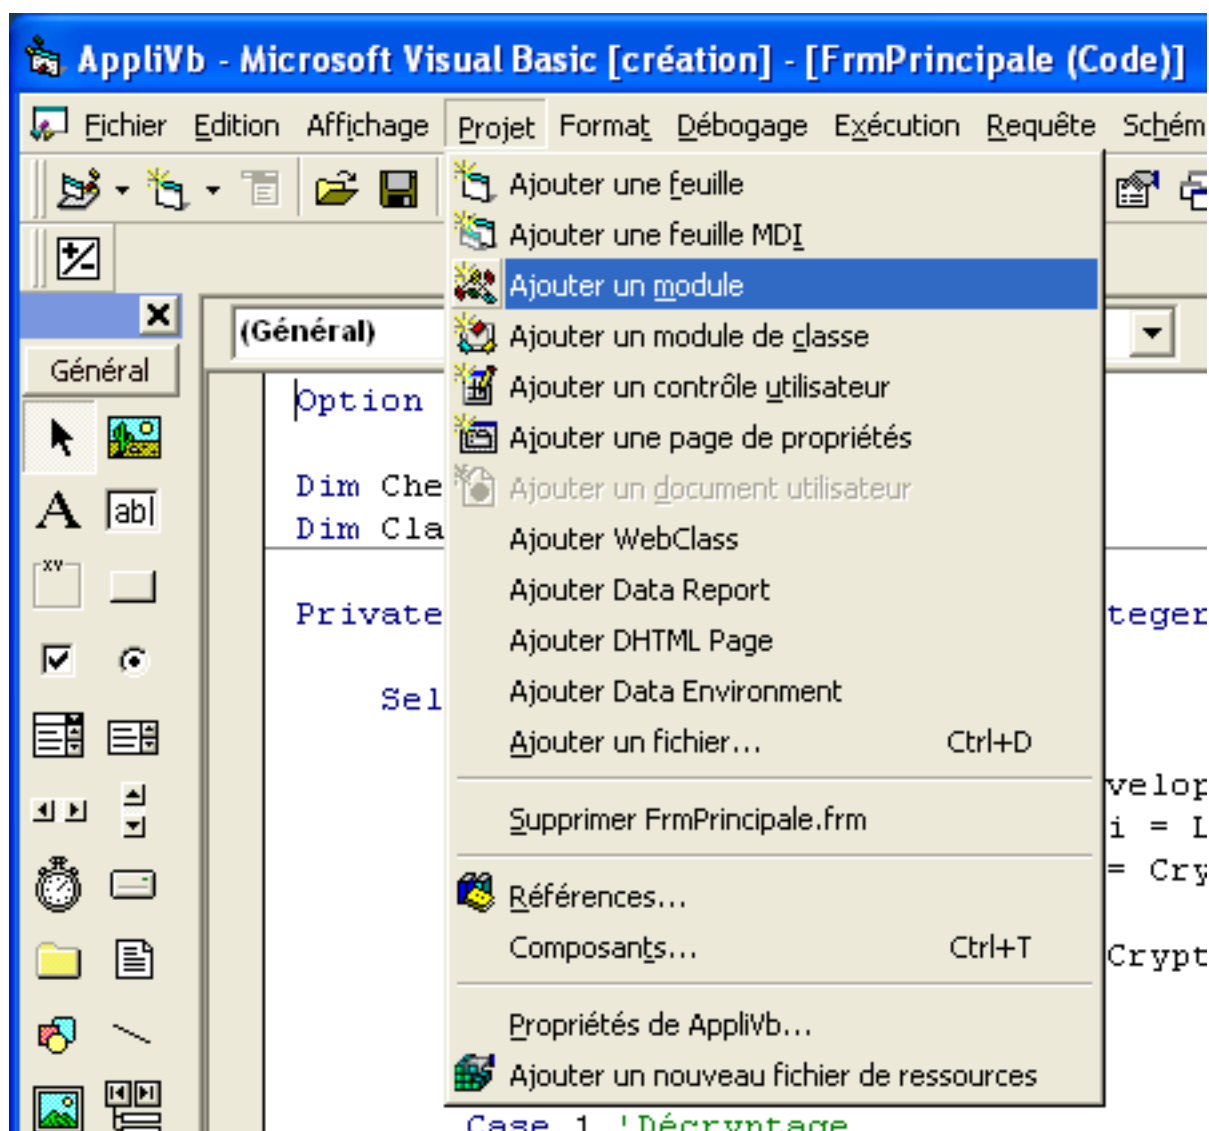 AppliVb - Microsoft Visual Basic [création] - [FrmPrincipale (Code)]
Fichier Edition Affichage Projet Format Débogage Exécution Requête Schém
Ajouter une feuille
Ajouter une feuille MDI
Ajouter un module
(Général)
Ajouter un module de classe
Général
Ajouter un contrôle utilisateur
Option
Ajouter une page de propriétés
Dim Che
Ajouter un document utilisateur
A
abl
Dim Cla
Ajouter WebClass
XY
Ajouter Data Report
Private
teger
Ajouter DHTML Page
Sel
Ajouter Data Environment
Ajouter un fichier... Ctrl+D
velop
Supprimer FrmPrincipale.frm
i = L
= Cry
Références...
Composants... Ctrl+T
Crypt
Propriétés de AppliVb...
Ajouter un nouveau fichier de ressources
Case 1 'Décryptage